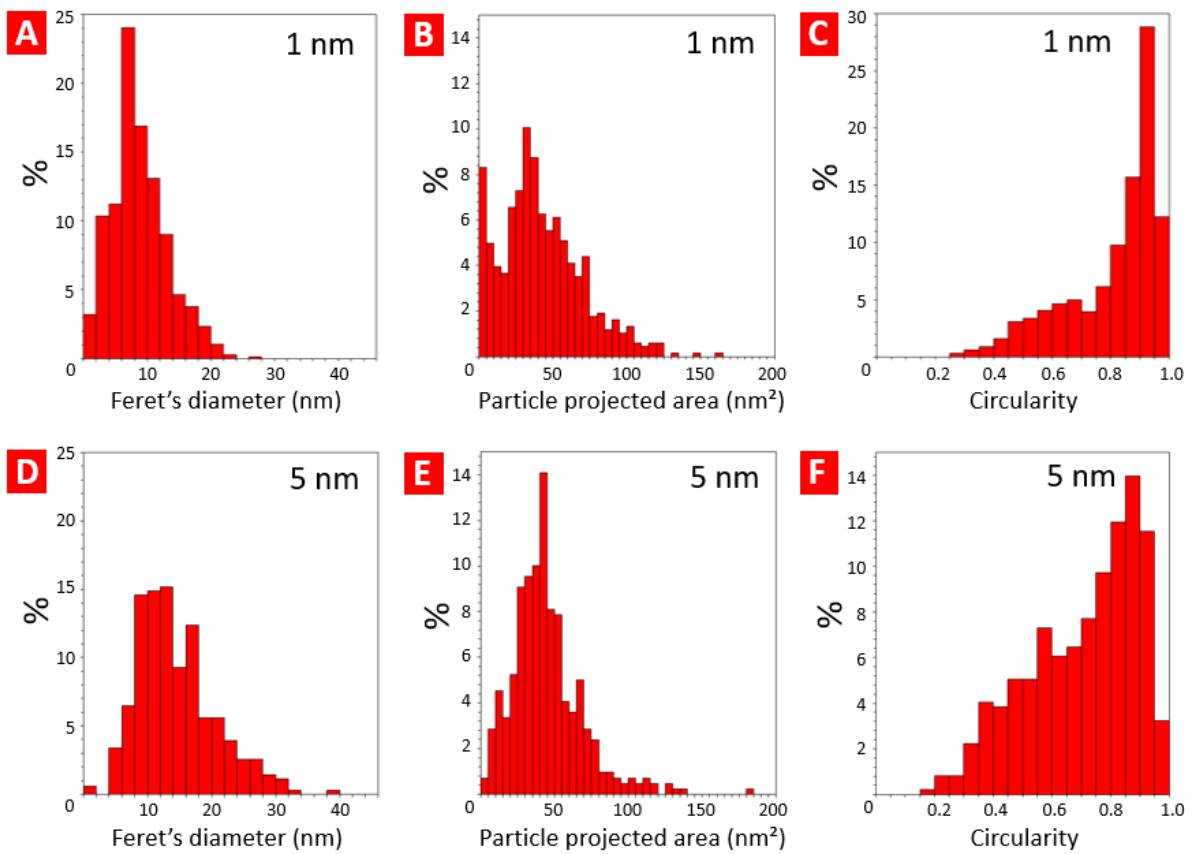 A
1 nm
25
20
15
10
5
0
%
10 20 30 40
Feret’s diameter (nm)
B
1 nm
14
12
10
8
6
4
2
0
%
50 100 150 200
Particle projected area (nm²)
C
1 nm
30
25
20
15
10
5
0
%
0.2 0.4 0.6 0.8 1.0
Circularity
D
5 nm
25
20
15
10
5
0
%
10 20 30 40
Feret’s diameter (nm)
E
5 nm
14
12
10
8
6
4
2
0
%
50 100 150 200
Particle projected area (nm²)
F
5 nm
14
12
10
8
6
4
2
0
%
0 0.2 0.4 0.6 0.8 1.0
Circularity